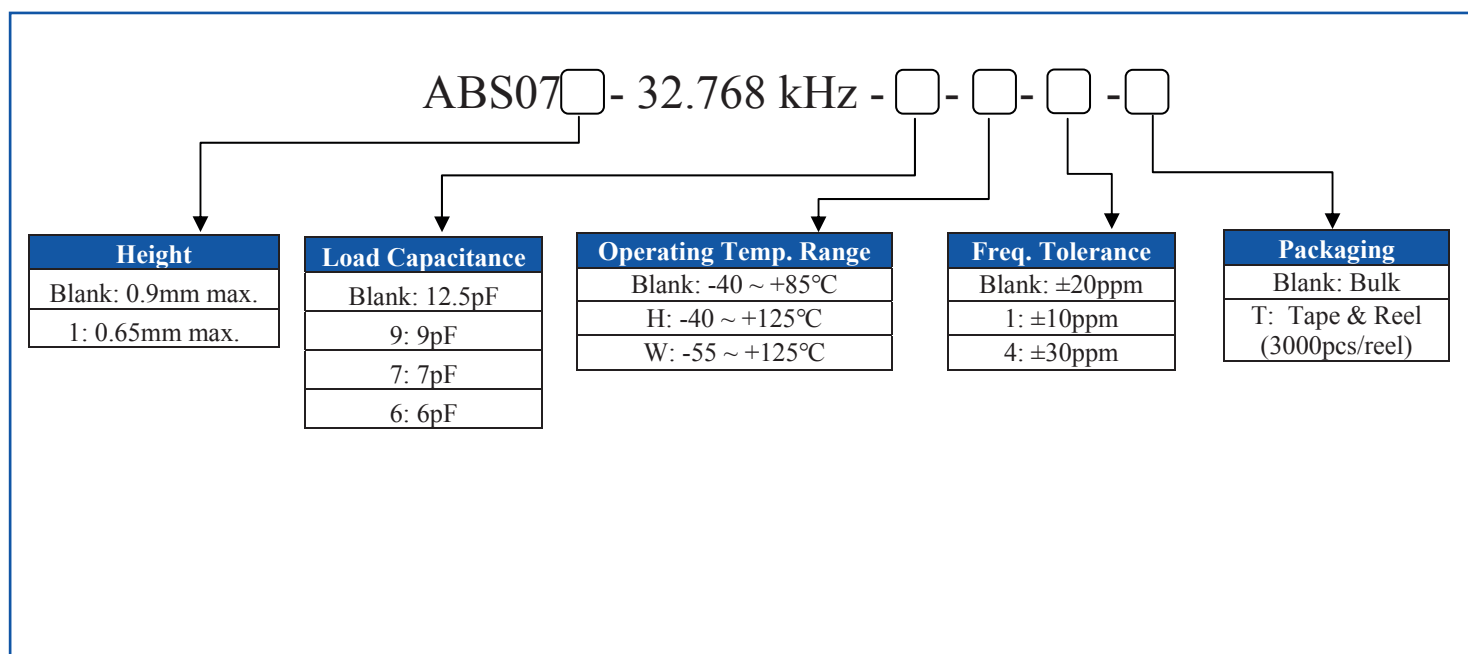 ABS07 - 32.768 kHz - - - -
Height
Blank: 0.9mm max.
1: 0.65mm max.
Load Capacitance
Blank: 12.5pF
9: 9pF
7: 7pF
6: 6pF
Operating Temp. Range
Blank: -40 ~ +85℃
H: -40 ~ +125℃
W: -55 ~ +125℃
Freq. Tolerance
Blank: ±20ppm
1: ±10ppm
4: ±30ppm
Packaging
Blank: Bulk
T: Tape & Reel
(3000pcs/reel)